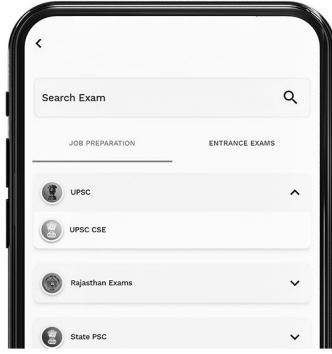 Search Exam
JOB PREPARATION ENTRANCE EXAMS
UPSC
UPSC CSE
Rajasthan Exams
State PSC